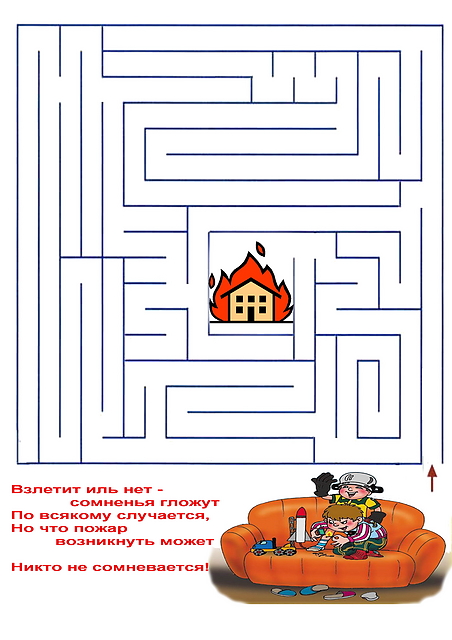 Взлетит иль нет -
сомненья гложут
По всякому случается,
Но что пожар
возникнуть может
Никто не сомневается!